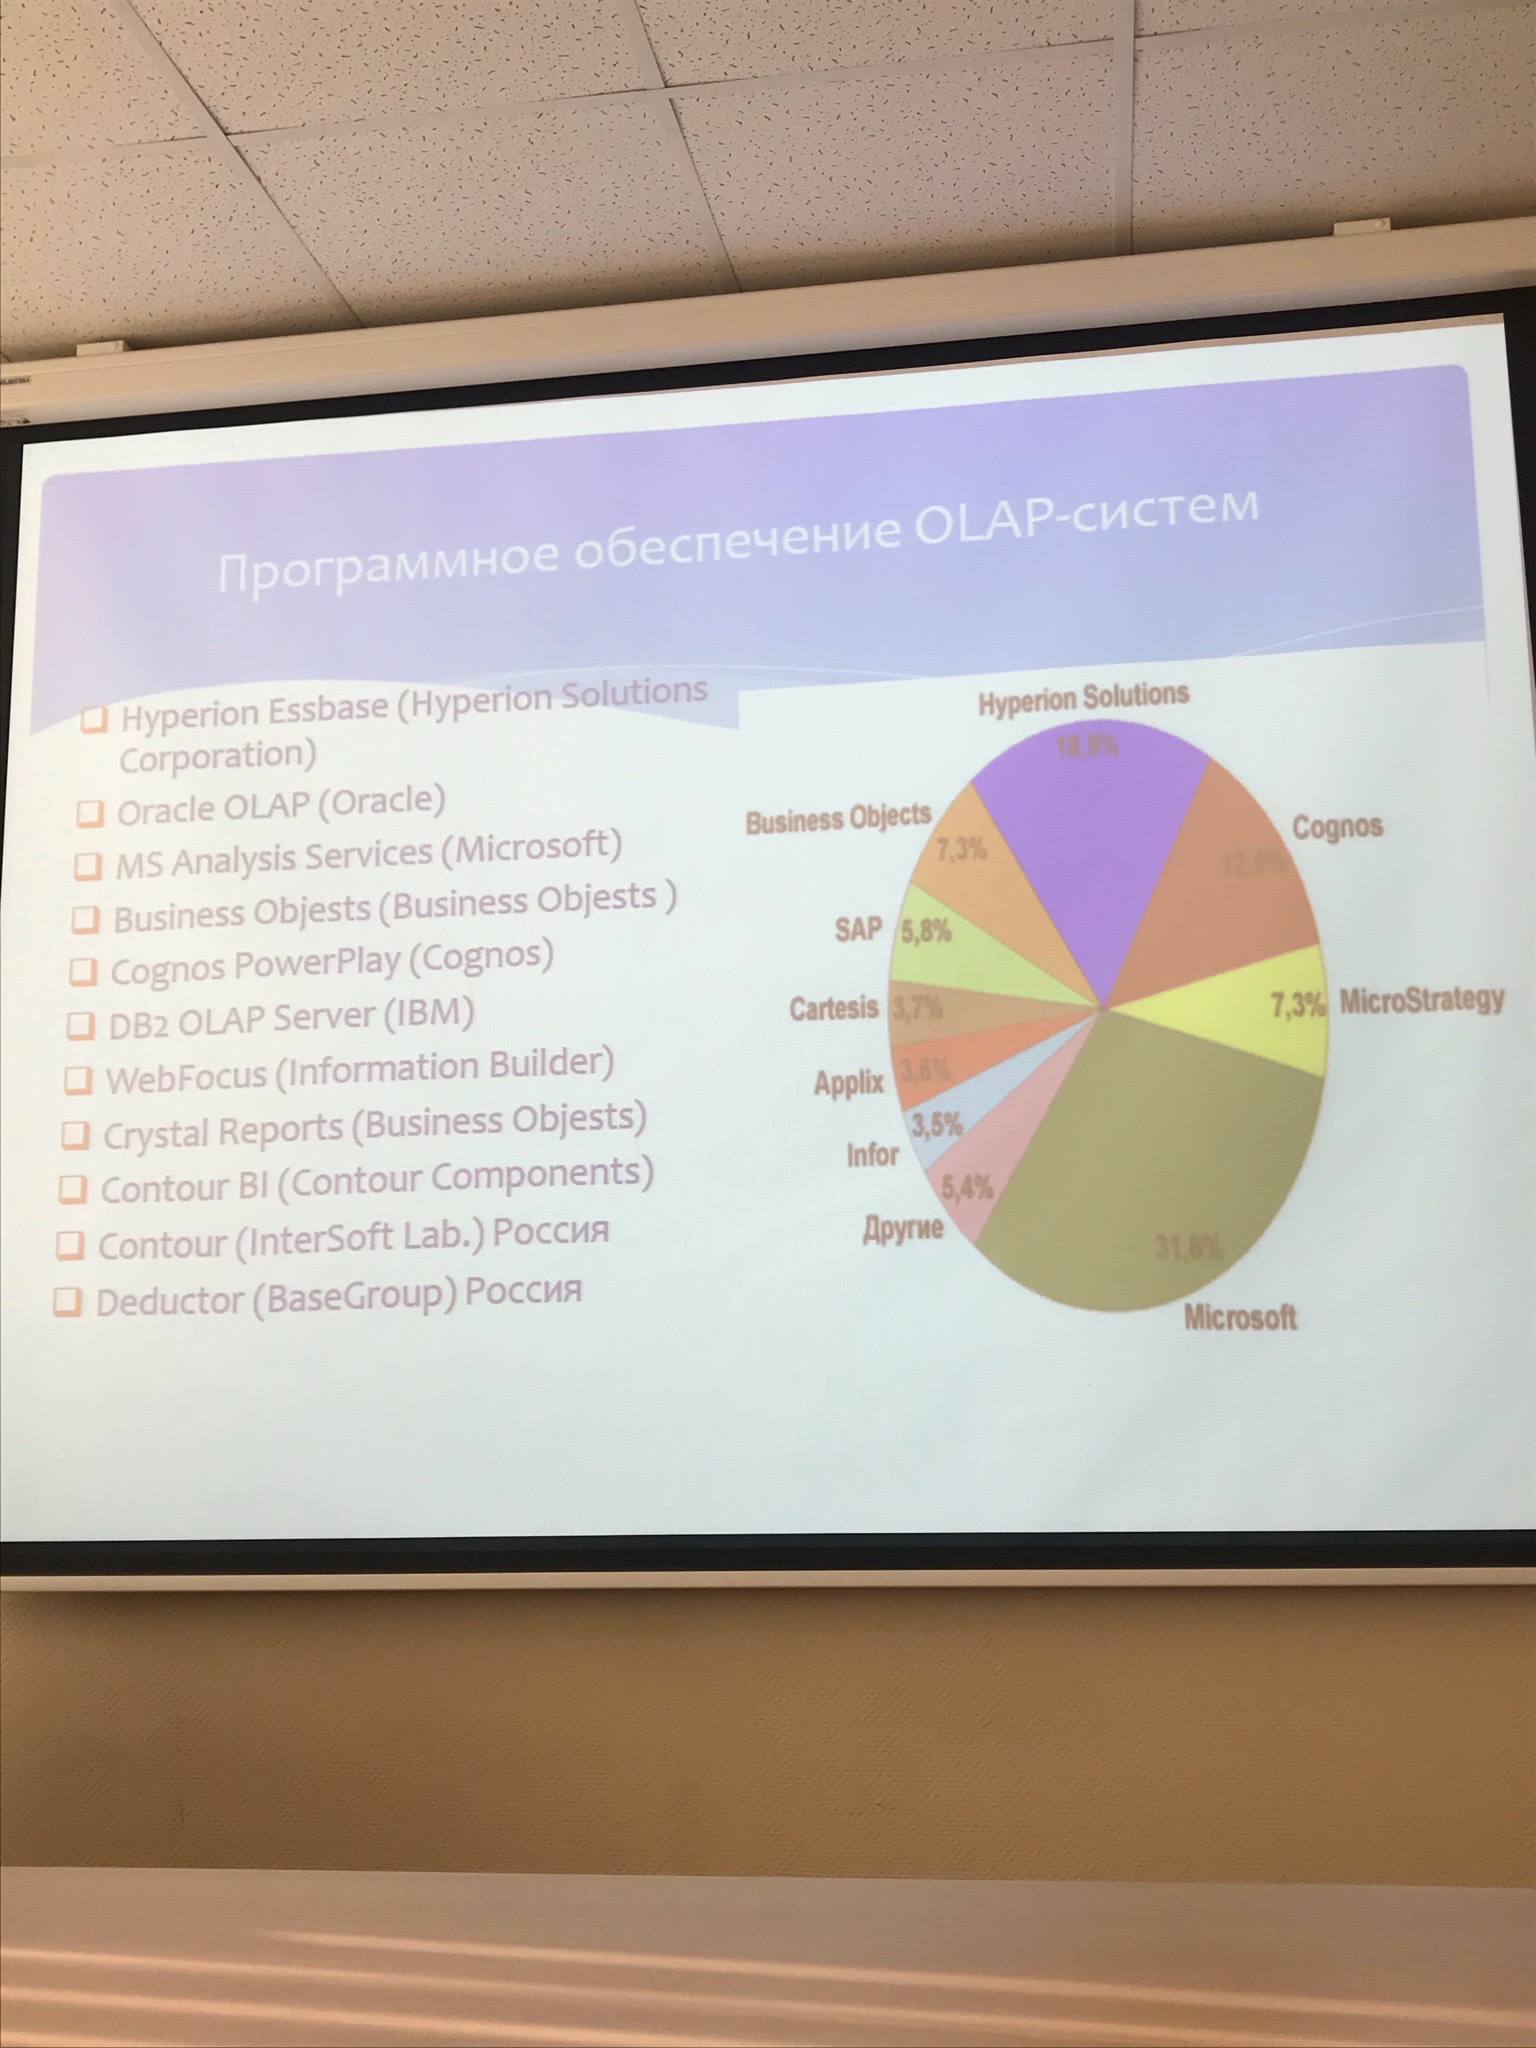 Программное обеспечение OLAP-систем
Hyperion Essbase (Hyperion Solutions
Corporation)
Oracle OLAP (Oracle)
MS Analysis Services (Microsoft)
Business Objests (Business Objests )
Cognos PowerPlay (Cognos)
DB2 OLAP Server (IBM)
WebFocus (Information Builder)
Crystal Reports (Business Objests)
Contour BI (Contour Components)
Contour (InterSoft Lab.) Россия
Deductor (BaseGroup) Россия
Hyperion Solutions
18,9%
Cognos
MicroStrategy
7,3%
Microsoft
31,6%
Другие
5,4%
Infor
3,5%
Applix
3,6%
Cartesis
3,7%
SAP
5,8%
Business Objects
7,3%